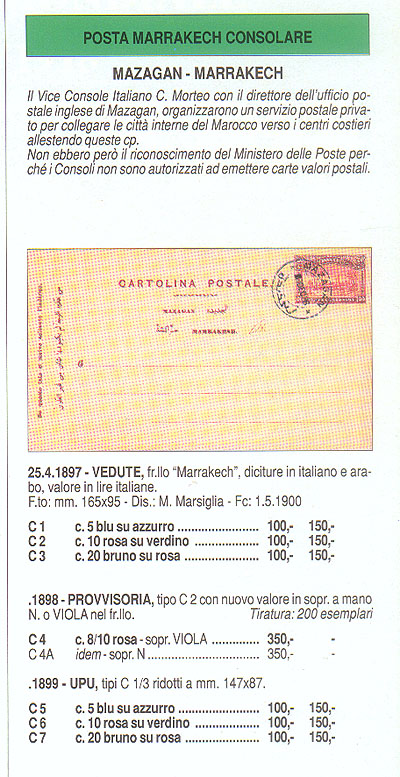 POSTA MARRAKECH CONSOLARE
MAZAGAN - MARRAKECH
Il Vice Console Italiano C. Morteo con il direttore dell'ufficio po-
stale inglese di Mazagan, organizzarono un servizio postale priva-
to per collegare le città interne del Marocco verso i centri costieri
allestendo queste cp.
Non ebbero però il riconoscimento del Ministero delle Poste per-
ché i Consoli non sono autorizzati ad emettere carte valori postali.
CARTOLINA POSTALE
MAZAGAN
MARRAKESH.
25.4.1897 - VEDUTE, fr.llo "Marrakech", diciture in italiano e ara-
bo, valore in lire italiane.
F.to: mm. 165x95 - Dis.: M. Marsiglia - Fc: 1.5.1900
C 1 c. 5 blu su azzurro ..................... 100,- 150,-
C 2 c. 10 rosa su verdino ................. 100,- 150,-
C 3 c. 20 bruno su rosa .................... 100,- 150,-
.1898 - PROVVISORIA, tipo C 2 con nuovo valore in sopr. a mano
N. o VIOLA nel fr.llo. Tiratura: 200 esemplari
C 4 c. 8/10 rosa - sopr. VIOLA .............. 350,- -
C 4A idem - sopr. N ............................. 350,- -
.1899 - UPU, tipi C 1/3 ridotti a mm. 147x87.
C 5 c. 5 blu su azzurro ..................... 100,- 150,-
C 6 c. 10 rosa su verdino ................. 100,- 150,-
C 7 c. 20 bruno su rosa .................... 100,- 150,-